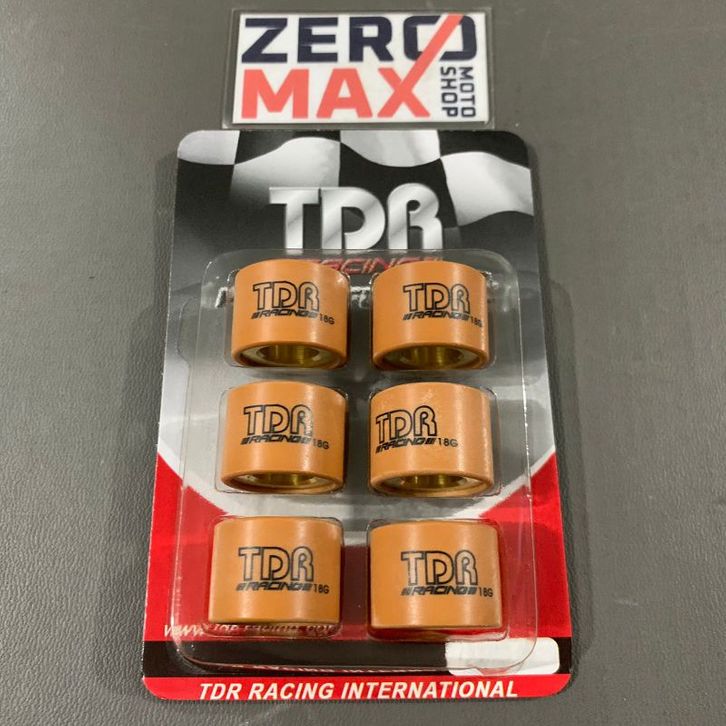 ZERO
MAX
MOTO
SHOP
TDR
RACING
TDR
RACING 18G
TDR
RACING 18G
TDR
RACING 18G
TDR
RACING 18G
TDR
RACING 18G
TDR
RACING 18G
TDR RACING INTERNATIONAL